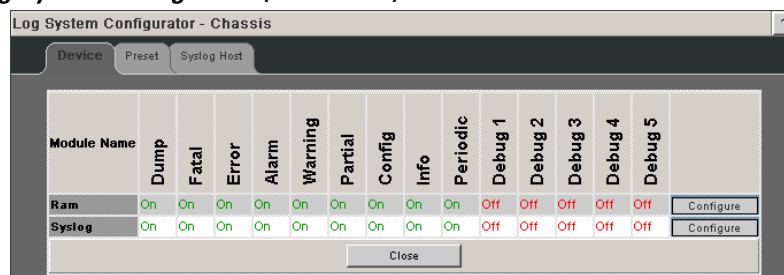 Log System Configurator - Chassis
Device Preset Syslog Host
Module Name Dump Fatal Error Alarm Warning Partial Config Info Periodic Debug 1 Debug 2 Debug 3 Debug 4 Debug 5
Ram On On On On On On On On On Off Off Off Off Off Configure
Syslog On On On On On On On On On Off Off Off Off Off Configure
Close